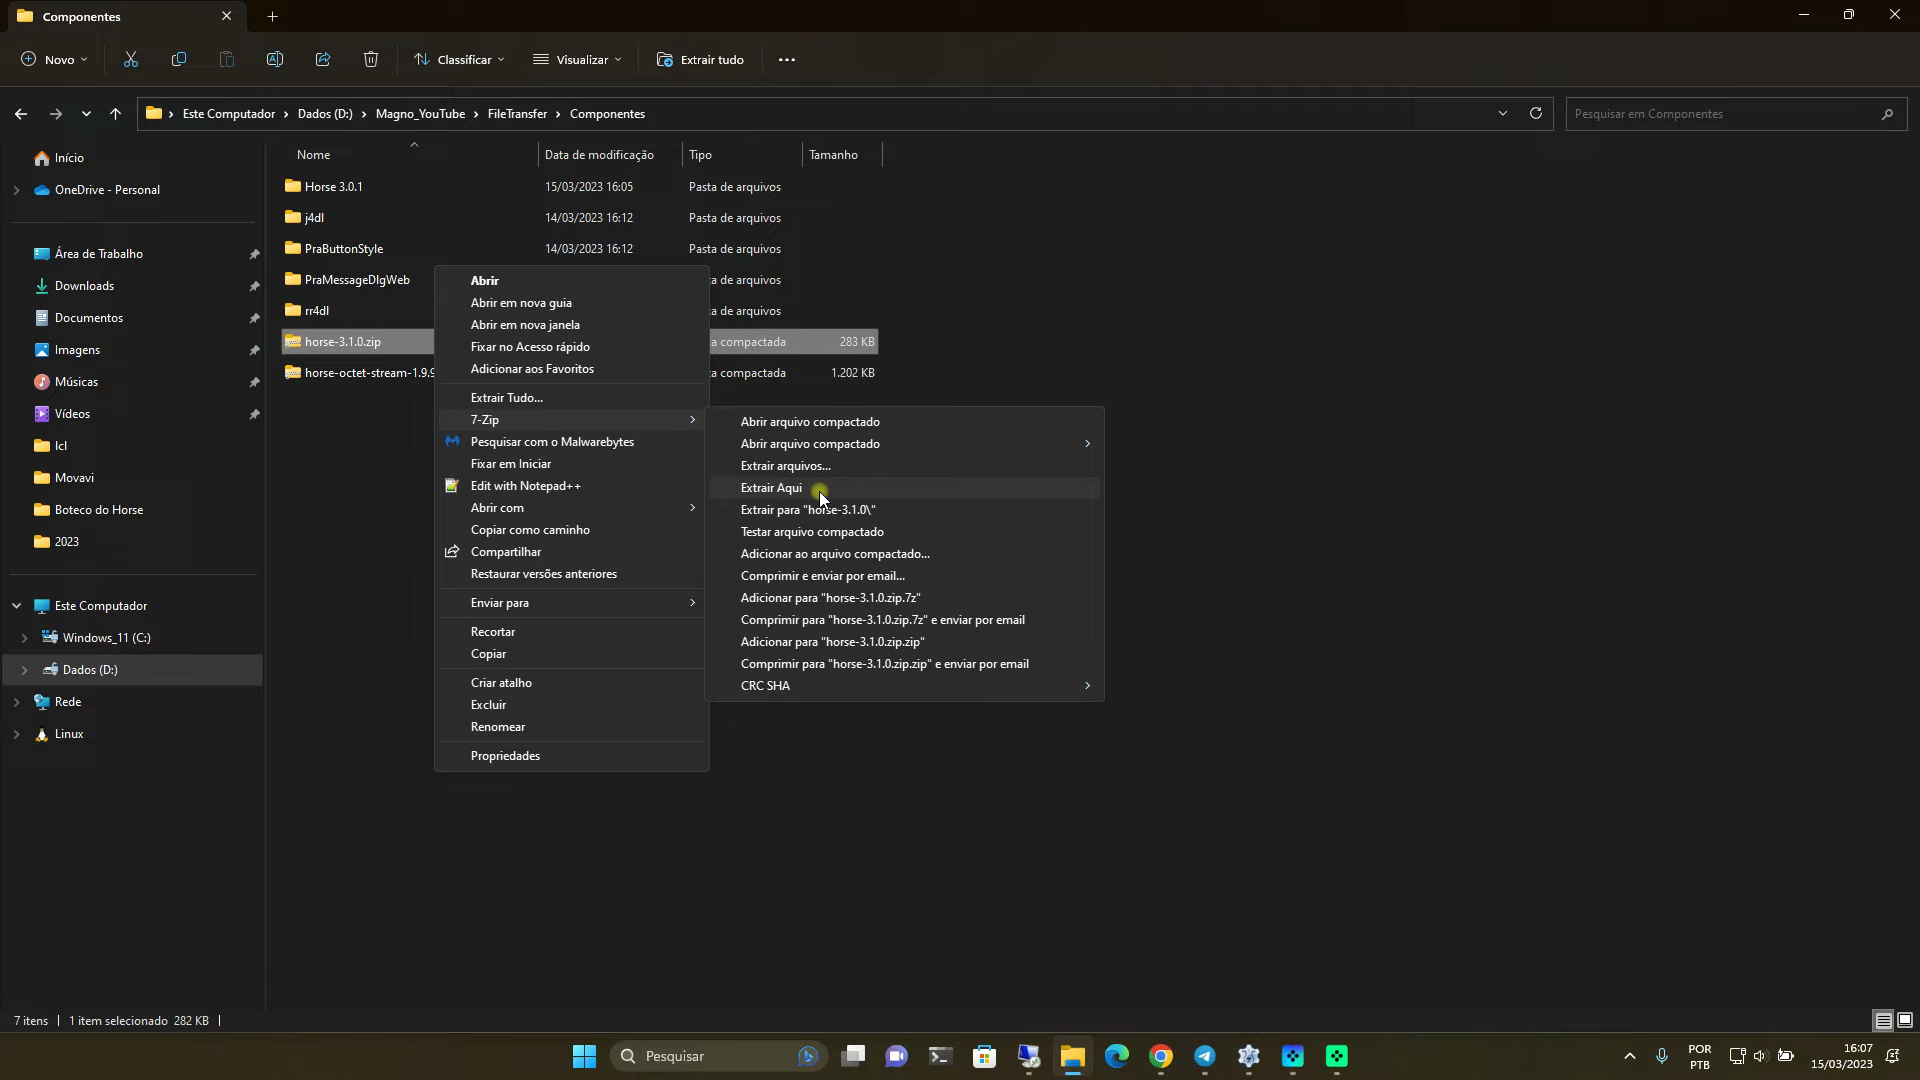 Componentes
Novo
Classificar
Visualizar
Extrair tudo
Este Computador > Dados (D:) > Magno_YouTube > FileTransfer > Componentes
Pesquisar em Componentes
Início
OneDrive - Personal
Área de Trabalho
Downloads
Documentos
Imagens
Músicas
Vídeos
lcl
Movavi
Boteco do Horse
2023
Este Computador
Windows_11 (C:)
Dados (D:)
Rede
Linux
Nome Data de modificação Tipo Tamanho
Horse 3.0.1 15/03/2023 16:05 Pasta de arquivos
j4dl 14/03/2023 16:12 Pasta de arquivos
PraButtonStyle 14/03/2023 16:12 Pasta de arquivos
PraMessageDlgWeb ta de arquivos
rr4dl ta de arquivos
horse-3.1.0.zip ta compactada 283 KB
horse-octet-stream-1.9.9 ta compactada 1.202 KB
Abrir
Abrir em nova guia
Abrir em nova janela
Fixar no Acesso rápido
Adicionar aos Favoritos
Extrair Tudo...
7-Zip
Pesquisar com o Malwarebytes
Fixar em Iniciar
Edit with Notepad++
Abrir com
Copiar como caminho
Compartilhar
Restaurar versões anteriores
Enviar para
Recortar
Copiar
Criar atalho
Excluir
Renomear
Propriedades
Abrir arquivo compactado
Abrir arquivo compactado
Extrair arquivos...
Extrair Aqui
Extrair para "horse-3.1.0\"
Testar arquivo compactado
Adicionar ao arquivo compactado...
Comprimir e enviar por email...
Adicionar para "horse-3.1.0.zip.7z"
Comprimir para "horse-3.1.0.zip.7z" e enviar por email
Adicionar para "horse-3.1.0.zip.zip"
Comprimir para "horse-3.1.0.zip.zip" e enviar por email
CRC SHA
7 itens 1 item selecionado 282 KB
Pesquisar
POR
PTB
16:07
15/03/2023